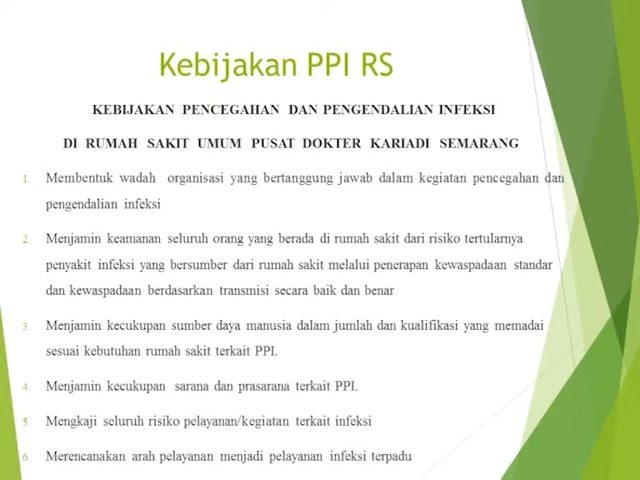 Kebijakan PPI RS
KEBIJAKAN PENCEGAHAN DAN PENGENDALIAN INFEKSI
DI RUMAH SAKIT UMUM PUSAT DOKTER KARIADI SEMARANG
1. Membentuk wadah organisasi yang bertanggung jawab dalam kegiatan pencegahan dan
pengendalian infeksi
2. Menjamin keamanan seluruh orang yang berada di rumah sakit dari risiko tertularnya
penyakit infeksi yang bersumber dari rumah sakit melalui penerapan kewaspadaan standar
dan kewaspadaan berdasarkan transmisi secara baik dan benar
3. Menjamin kecukupan sumber daya manusia dalam jumlah dan kualifikasi yang memadai
sesuai kebutuhan rumah sakit terkait PPI.
4. Menjamin kecukupan sarana dan prasarana terkait PPI.
5. Mengkaji seluruh risiko pelayanan/kegiatan terkait infeksi
6. Merencanakan arah pelayanan menjadi pelayanan infeksi terpadu